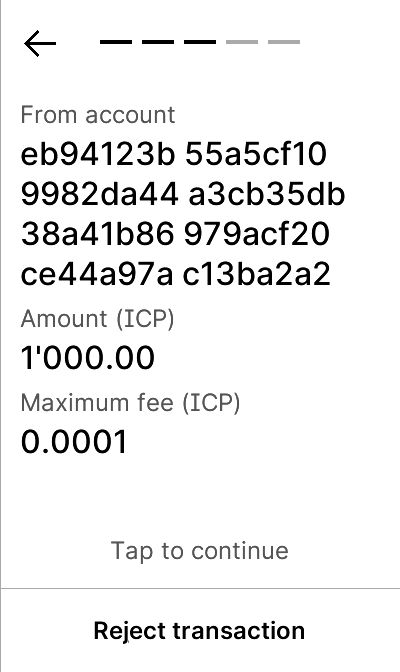 From account
eb94123b 55a5cf10
9982da44 a3cb35db
38a41b86 979acf20
ce44a97a c13ba2a2
Amount (ICP)
1'000.00
Maximum fee (ICP)
0.0001
Tap to continue
Reject transaction